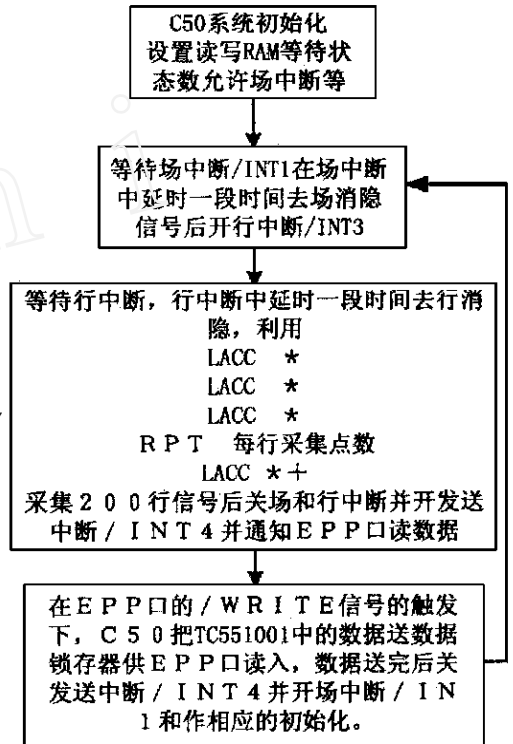 C50系统初始化
设置读写RAM等待状
态数允许场中断等
等待场中断/INT1在场中断
中延时一段时间去场消隐
信号后开行中断/INT3
等待行中断，行中断中延时一段时间去行消
隐，利用
LACC *
LACC *
LACC *
RPT 每行采集点数
LACC *+
采集200行信号后关场和行中断并开发送
中断/INT4并通知EPP口读数据
在EPP口的/WRITE信号的触发
下，C50把TC551001中的数据送数据
锁存器供EPP口读入，数据送完后关
发送中断/INT4并开场中断/IN
1和作相应的初始化。